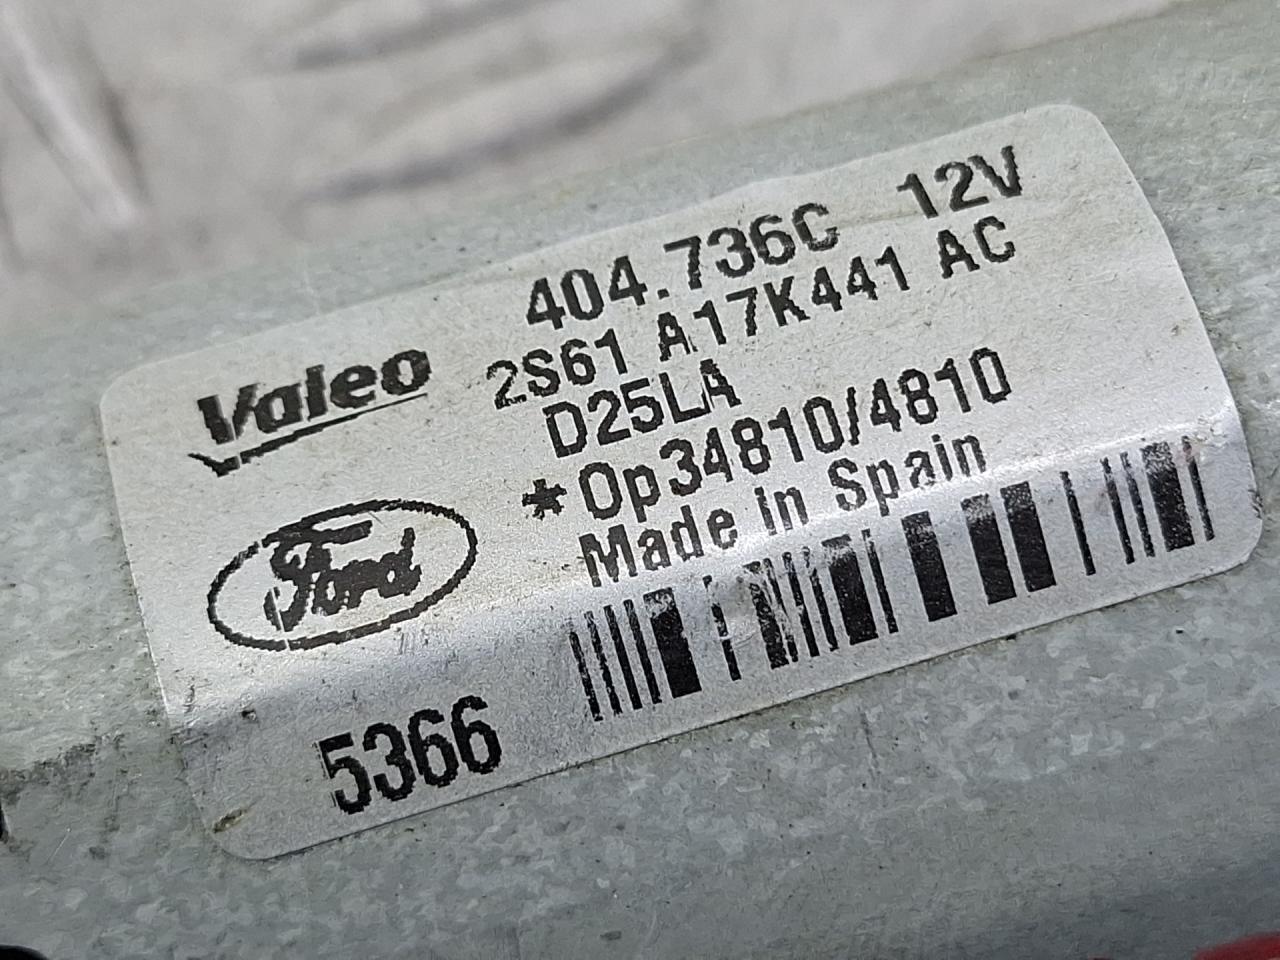 404.736C 12V
Valeo
2S61 A17K441 AC
D25LA
*Op34810/4810
Ford
Made in Spain
5366